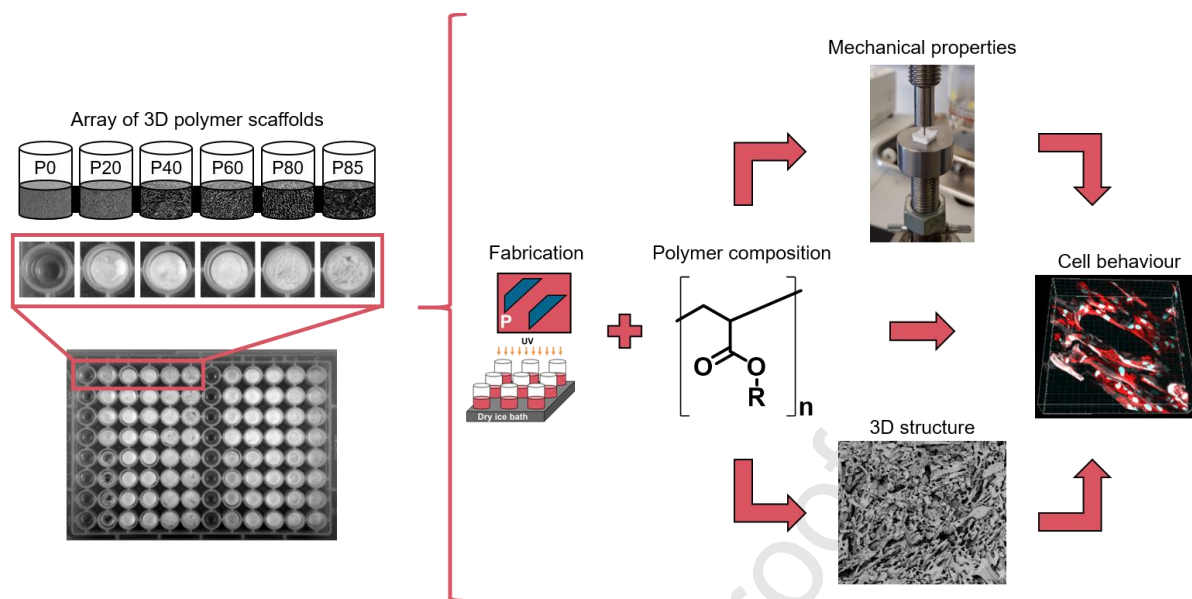 Array of 3D polymer scaffolds
P0 P20 P40 P60 P80 P85
Fabrication
P
UV
Dry ice bath
Polymer composition
O O
R
n
Mechanical properties
3D structure
Cell behaviour
roof